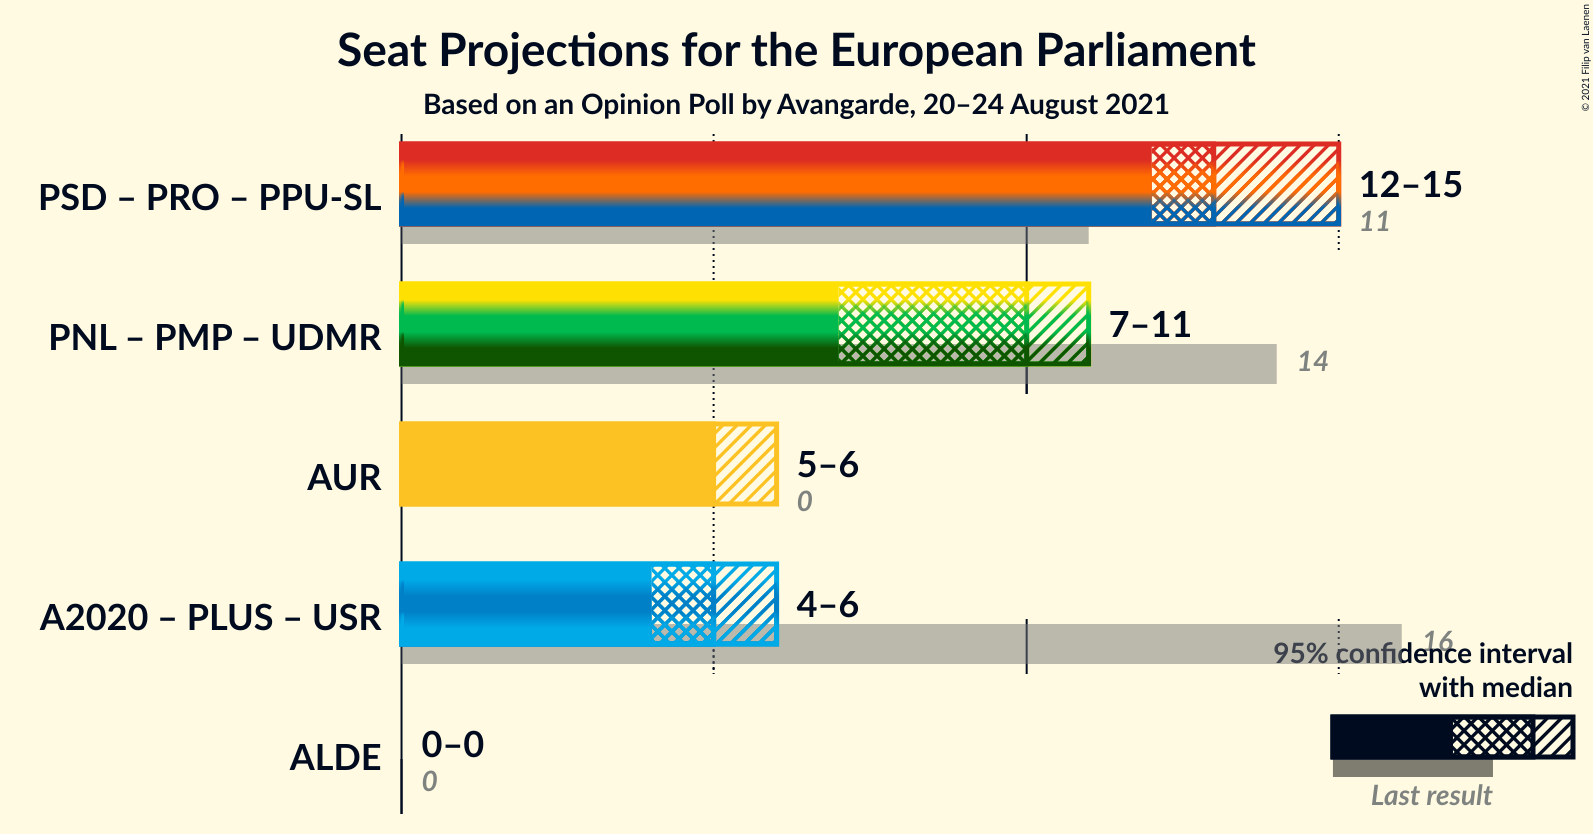 Seat Projections for the European Parliament
Based on an Opinion Poll by Avangarde, 20–24 August 2021
© 2021 Filip van Laenen
PSD – PRO – PPU-SL
12–15
11
PNL – PMP – UDMR
7–11
14
AUR
5–6
0
A2020 – PLUS – USR
4–6
16
95% confidence interval
with median
ALDE
0–0
0
Last result